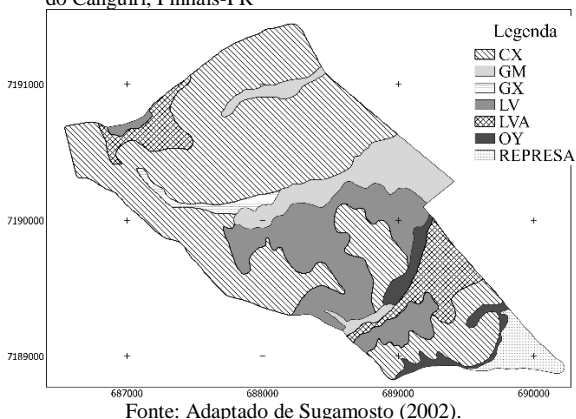 do Canguiri, Pinhais-PR
Legenda
CX
GM
GX
LV
LVA
OY
REPRESA
7191000
7190000
7189000
687000 688000 689000 690000
Fonte: Adaptado de Sugamosto (2002).